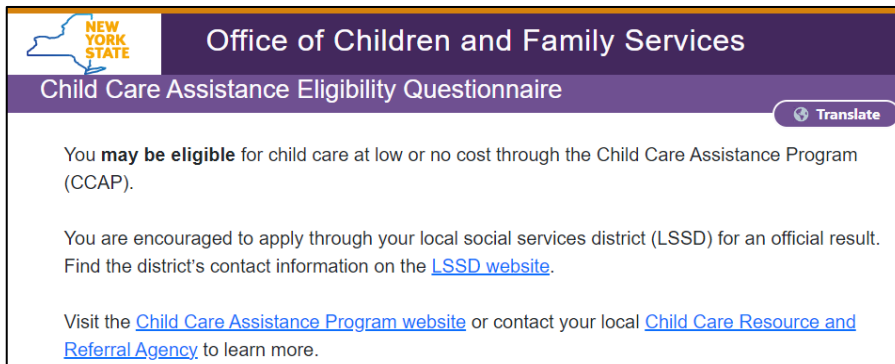 NEW
YORK
STATE
Office of Children and Family Services
Child Care Assistance Eligibility Questionnaire
Translate
You may be eligible for child care at low or no cost through the Child Care Assistance Program
(CCAP).
You are encouraged to apply through your local social services district (LSSD) for an official result.
Find the district's contact information on the LSSD website.
Visit the Child Care Assistance Program website or contact your local Child Care Resource and
Referral Agency to learn more.